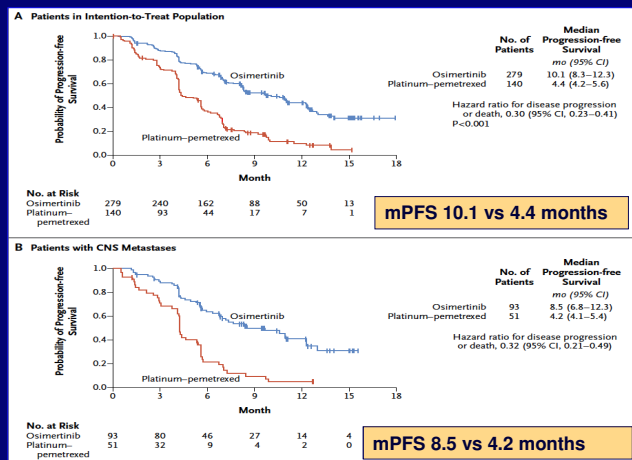 A Patients in Intention-to-Treat Population
Probability of Progression-free
Survival
1.0
0.8
0.6
0.4
0.2
0.0
0 3 6 9 12 15 18
Month
Osimertinib
Platinum–pemetrexed
No. of
Patients
Median
Progression-free
Survival
mo (95% CI)
Osimertinib 279 10.1 (8.3–12.3)
Platinum–pemetrexed 140 4.4 (4.2–5.6)
Hazard ratio for disease progression
or death, 0.30 (95% CI, 0.23–0.41)
P<0.001
No. at Risk
Osimertinib 279 240 162 88 50 13
Platinum– 140 93 44 17 7 1
pemetrexed
mPFS 10.1 vs 4.4 months
B Patients with CNS Metastases
Probability of Progression-free
Survival
1.0
0.8
0.6
0.4
0.2
0.0
0 3 6 9 12 15 18
Month
Osimertinib
Platinum–pemetrexed
No. of
Patients
Median
Progression-free
Survival
mo (95% CI)
Osimertinib 93 8.5 (6.8–12.3)
Platinum–pemetrexed 51 4.2 (4.1–5.4)
Hazard ratio for disease progression
or death, 0.32 (95% CI, 0.21–0.49)
No. at Risk
Osimertinib 93 80 46 27 14 4
Platinum– 51 32 9 4 2 0
pemetrexed
mPFS 8.5 vs 4.2 months